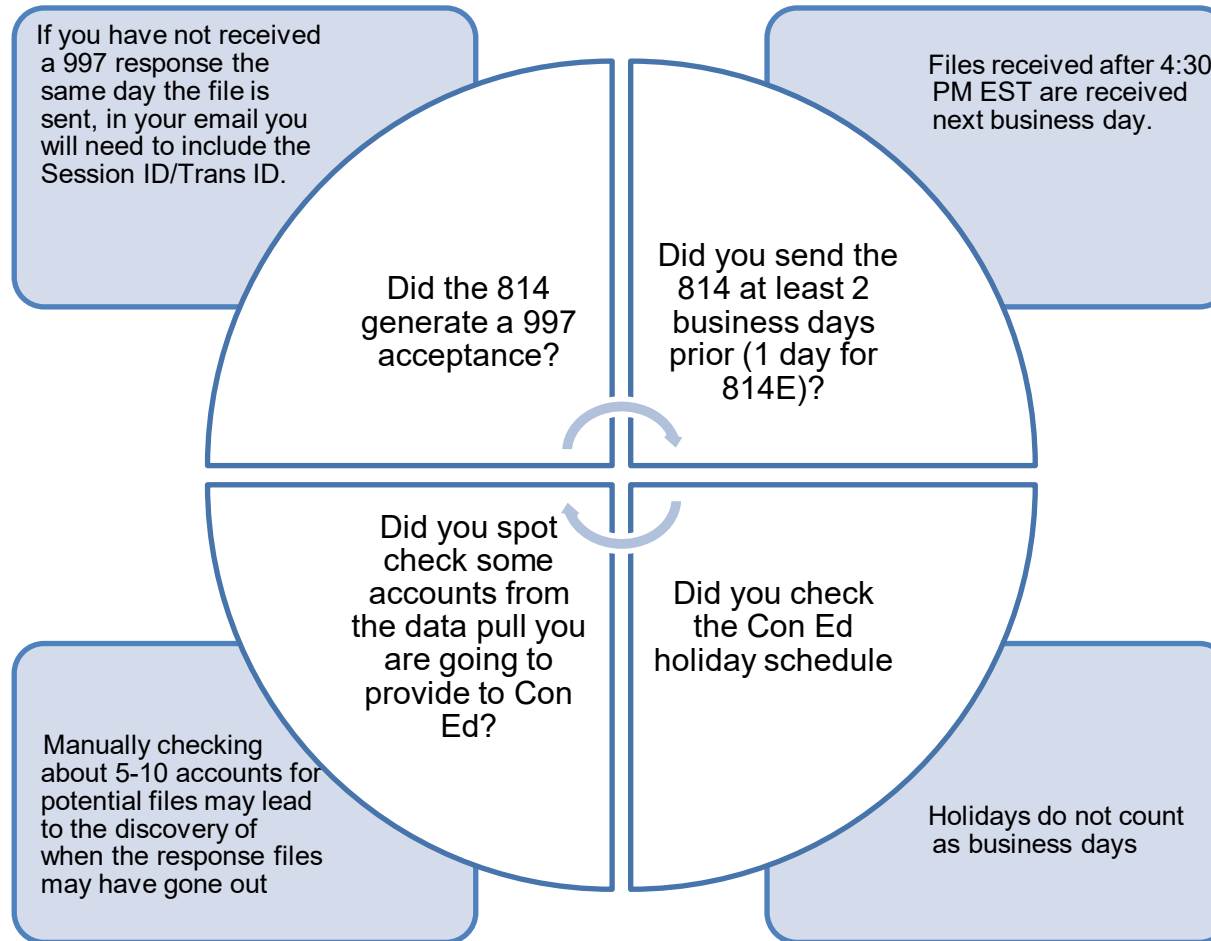 If you have not received
a 997 response the
same day the file is
sent, in your email you
will need to include the
Session ID/Trans ID.
Files received after 4:30
PM EST are received
next business day.
Did the 814
generate a 997
acceptance?
Did you send the
814 at least 2
business days
prior (1 day for
814E)?
Did you spot
check some
accounts from
the data pull you
are going to
provide to Con
Ed?
Did you check
the Con Ed
holiday schedule
Manually checking
about 5-10 accounts for
potential files may lead
to the discovery of
when the response files
may have gone out
Holidays do not count
as business days